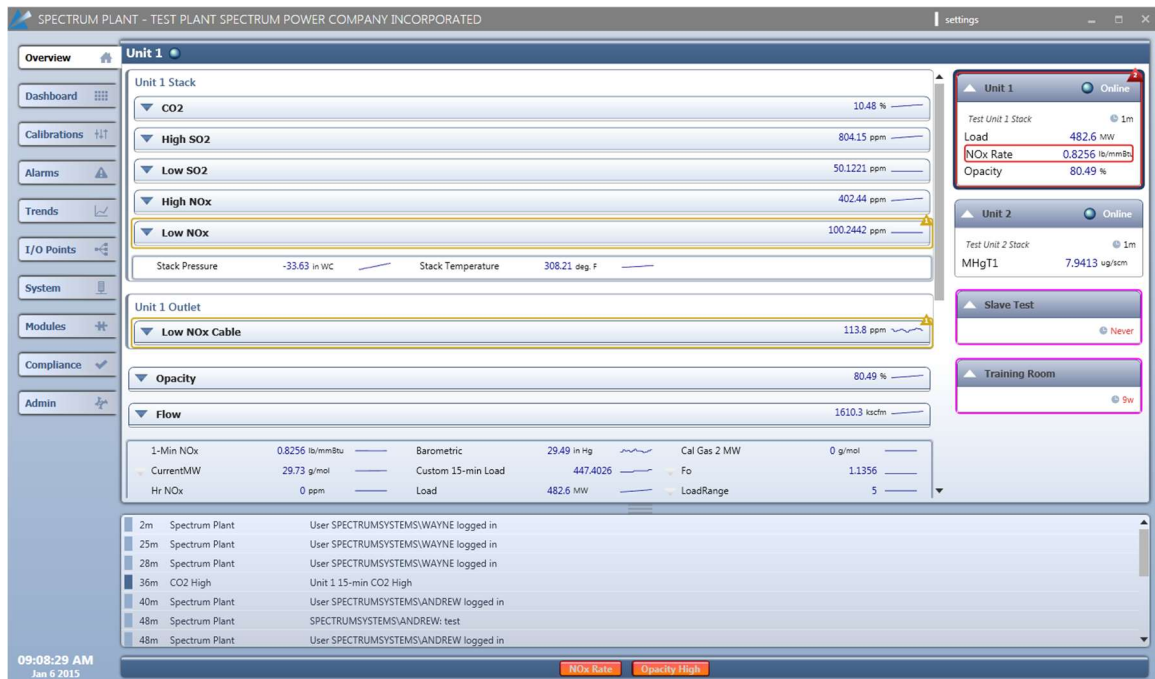 SPECTRUM PLANT - TEST PLANT SPECTRUM POWER COMPANY INCORPORATED
settings
Overview
Dashboard
Calibrations
Alarms
Trends
I/O Points
System
Modules
Compliance
Admin
09:08:29 AM
Jan 6 2015
Unit 1
Unit 1 Stack
CO2 10.48 %
High SO2 804.15 ppm
Low SO2 50.1221 ppm
High NOx 402.44 ppm
Low NOx 100.2442 ppm
Stack Pressure -33.63 in WC Stack Temperature 308.21 deg. F
Unit 1 Outlet
Low NOx Cable 113.8 ppm
Opacity 80.49 %
Flow 1610.3 kscfm
1-Min NOx 0.8256 lb/mmBtu Barometric 29.49 in Hg Cal Gas 2 MW 0 g/mol
CurrentMW 29.73 g/mol Custom 15-min Load 447.4026 Fo 1.1356
Hr NOx 0 ppm Load 482.6 MW LoadRange 5
2
Unit 1 Online
Test Unit 1 Stack 1m
Load 482.6 MW
NOx Rate 0.8256 lb/mmBtu
Opacity 80.49 %
Unit 2 Online
Test Unit 2 Stack 1m
MHgT1 7.9413 ug/scm
Slave Test
Never
Training Room
9w
2m Spectrum Plant User SPECTRUMSYSTEMS\WAYNE logged in
25m Spectrum Plant User SPECTRUMSYSTEMS\WAYNE logged in
28m Spectrum Plant User SPECTRUMSYSTEMS\WAYNE logged in
36m CO2 High Unit 1 15-min CO2 High
40m Spectrum Plant User SPECTRUMSYSTEMS\ANDREW logged in
48m Spectrum Plant SPECTRUMSYSTEMS\ANDREW: test
48m Spectrum Plant User SPECTRUMSYSTEMS\ANDREW logged in
NOx Rate Opacity High